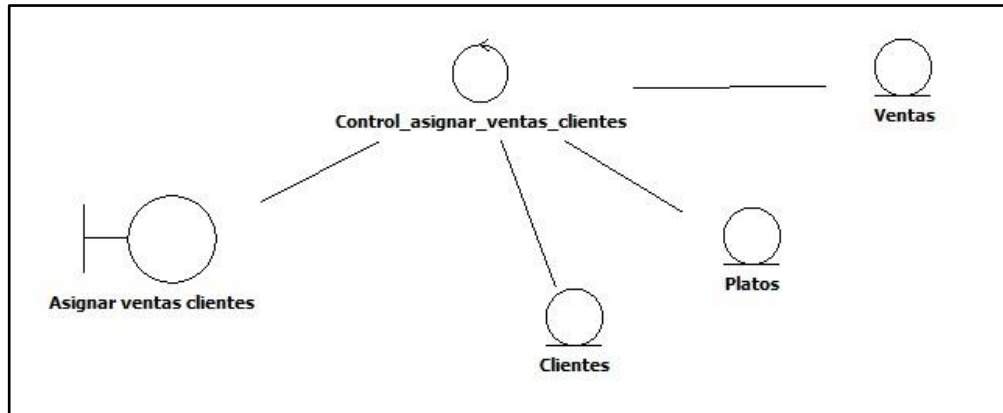 Ventas
Control_asignar_ventas_clientes
Asignar ventas clientes
Platos
Clientes